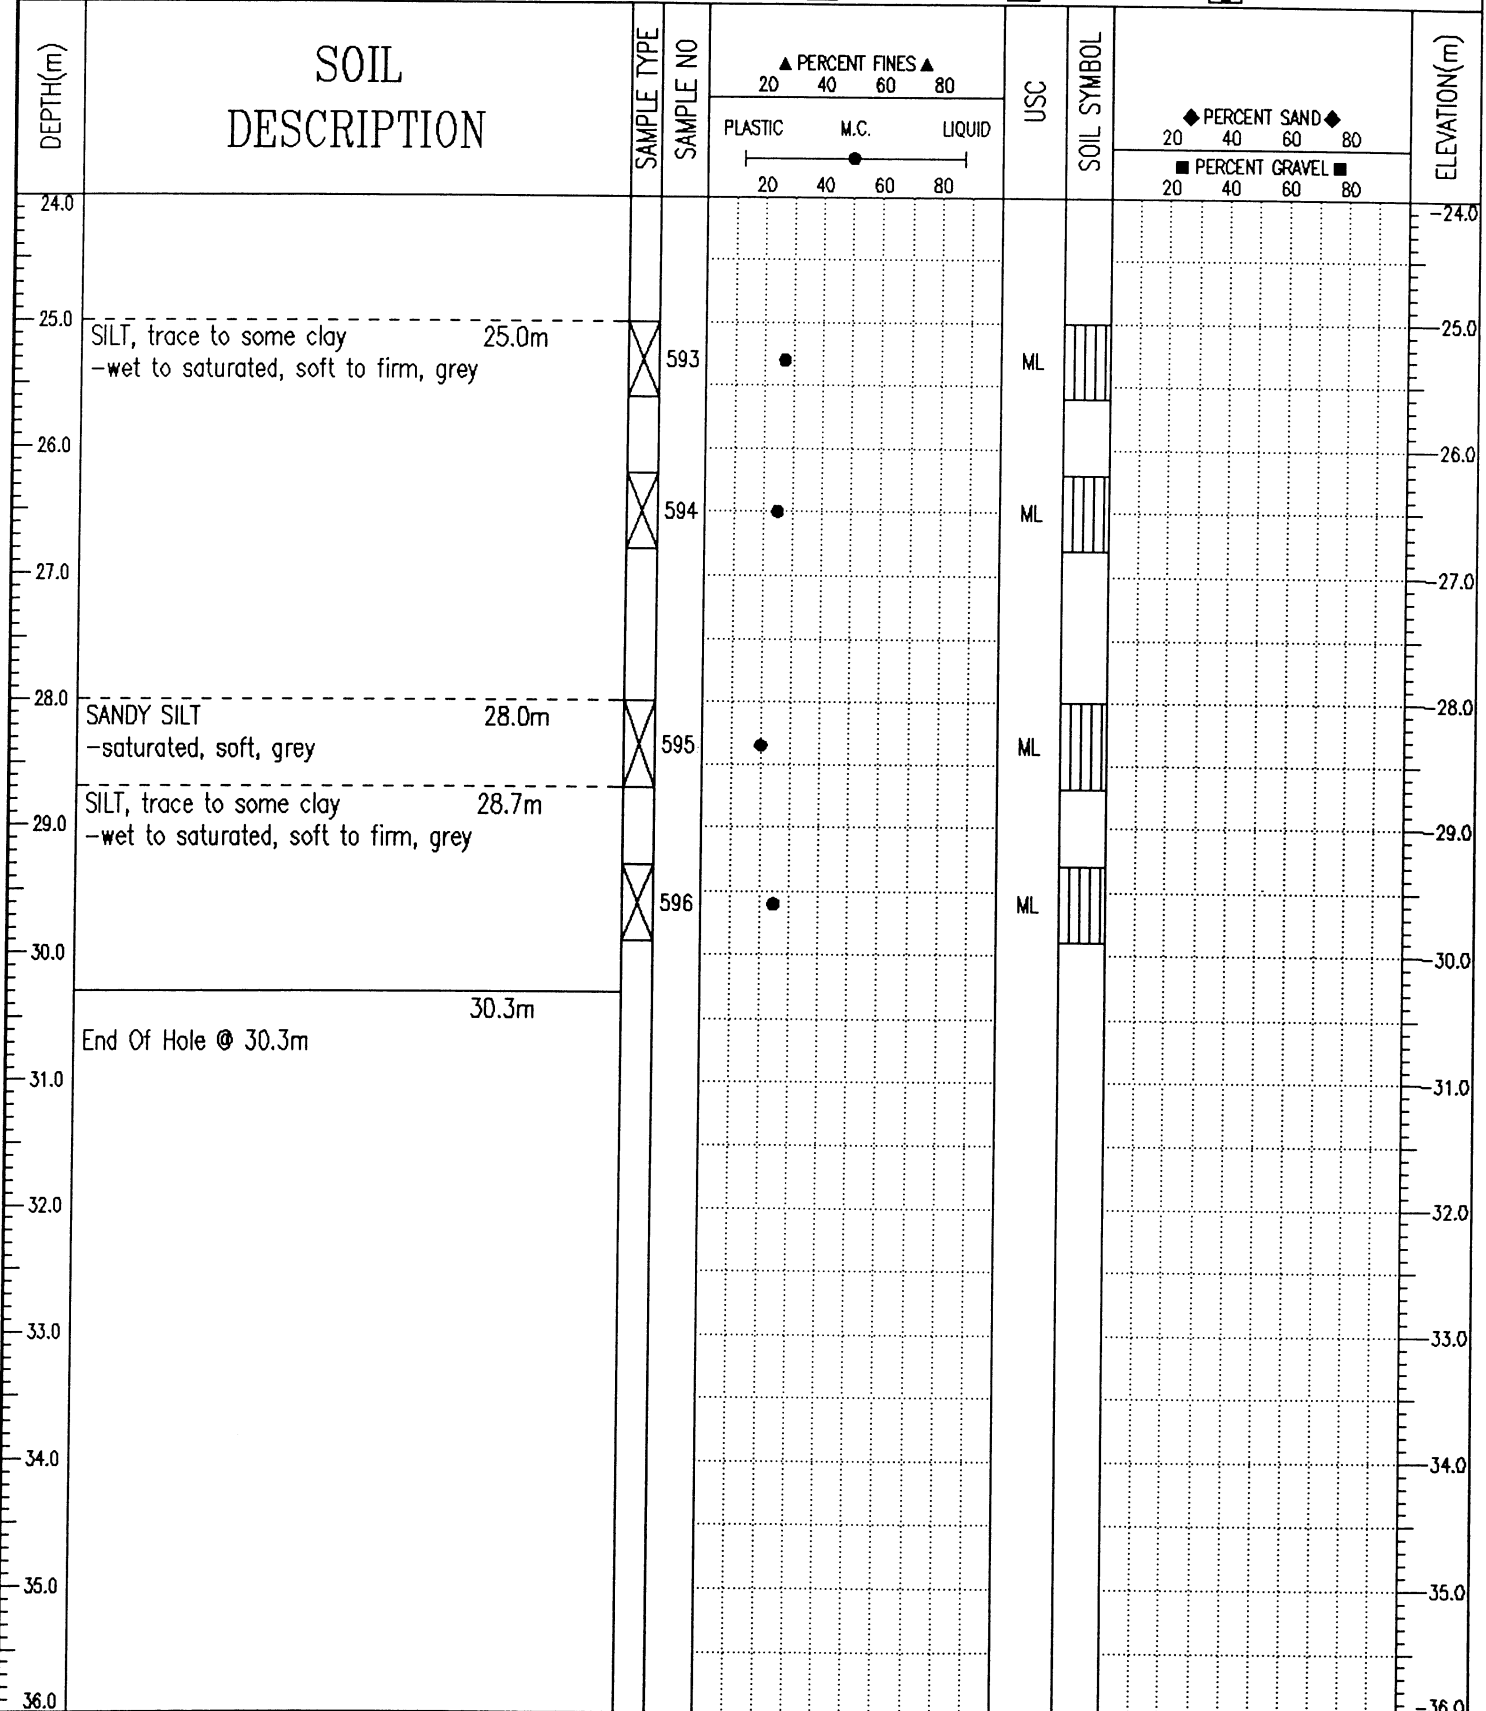 DEPTH(m)
SOIL
DESCRIPTION
SAMPLE TYPE
SAMPLE NO
▲ PERCENT FINES ▲
20 40 60 80
PLASTIC M.C. LIQUID
20 40 60 80
USC
SOIL SYMBOL
◆ PERCENT SAND ◆
20 40 60 80
■ PERCENT GRAVEL ■
20 40 60 80
ELEVATION(m)
24.0 -24.0
25.0 -25.0
SILT, trace to some clay 25.0m
-wet to saturated, soft to firm, grey
593 ML
26.0 -26.0
594 ML
27.0 -27.0
28.0 -28.0
SANDY SILT 28.0m
-saturated, soft, grey
595 ML
SILT, trace to some clay 28.7m
29.0 -29.0
-wet to saturated, soft to firm, grey
596 ML
30.0 -30.0
30.3m
End Of Hole @ 30.3m
31.0 -31.0
32.0 -32.0
33.0 -33.0
34.0 -34.0
35.0 -35.0
36.0 -36.0